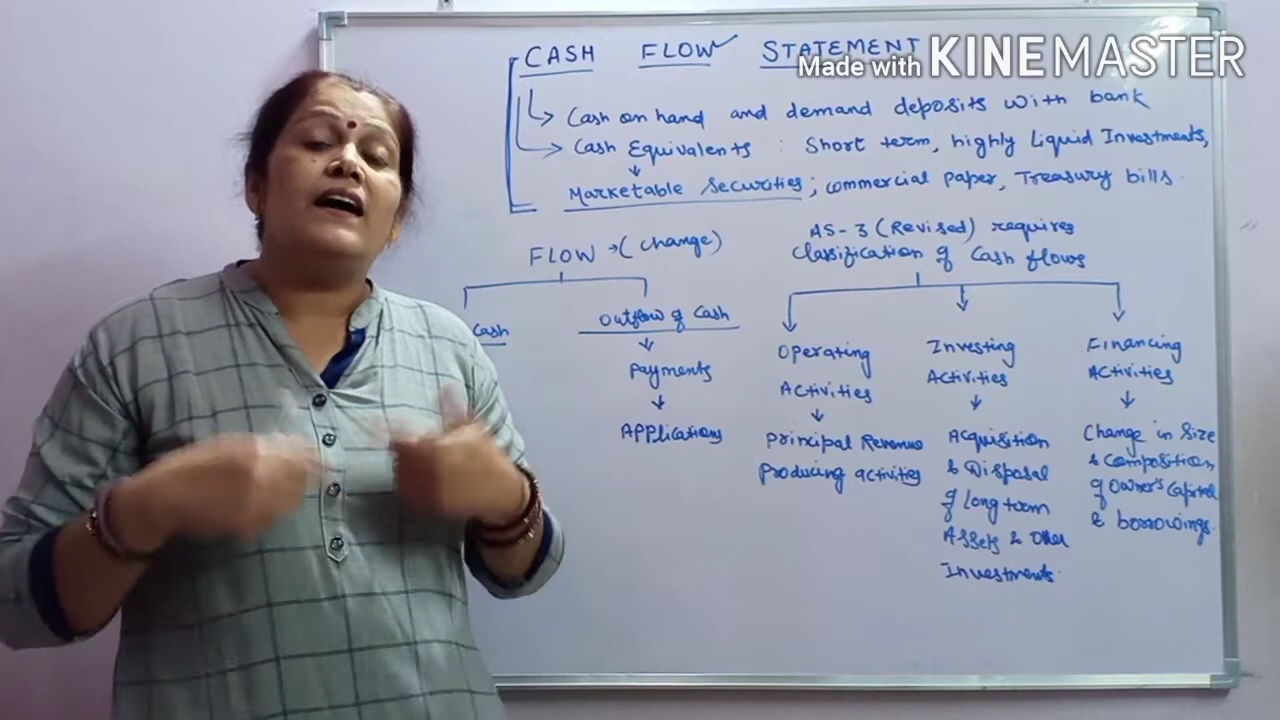 CASH FLOW STATEMENT
Made with KINEMASTER
Cash on hand and demand deposits with bank
Cash Equivalents : Short term, highly Liquid Investments,
Marketable Securities; commercial paper, Treasury bills.
FLOW → (Change)
Cash
Outflow of Cash
Payments
Applications
AS-3 (Revised) requires
Classification of Cash flows
Operating
Activities
Principal Revenue
Producing activities
Investing
Activities
Acquisition
& Disposal
of long term
Assets & Other
Investments.
Financing
Activities
Change in Size
& Composition
of Owner's Capital
& borrowings.